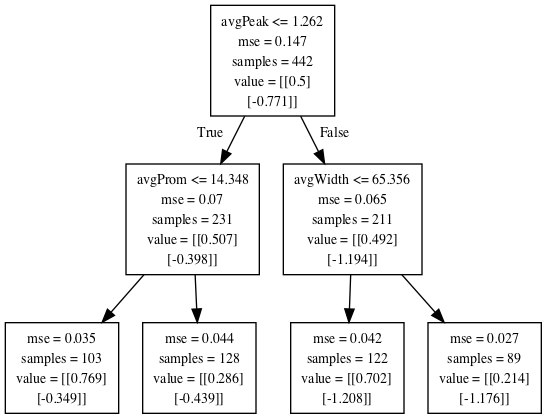 avgPeak <= 1.262
mse = 0.147
samples = 442
value = [[0.5]
[-0.771]]
True
False
avgProm <= 14.348
mse = 0.07
samples = 231
value = [[0.507]
[-0.398]]
avgWidth <= 65.356
mse = 0.065
samples = 211
value = [[0.492]
[-1.194]]
mse = 0.035
samples = 103
value = [[0.769]
[-0.349]]
mse = 0.044
samples = 128
value = [[0.286]
[-0.439]]
mse = 0.042
samples = 122
value = [[0.702]
[-1.208]]
mse = 0.027
samples = 89
value = [[0.214]
[-1.176]]